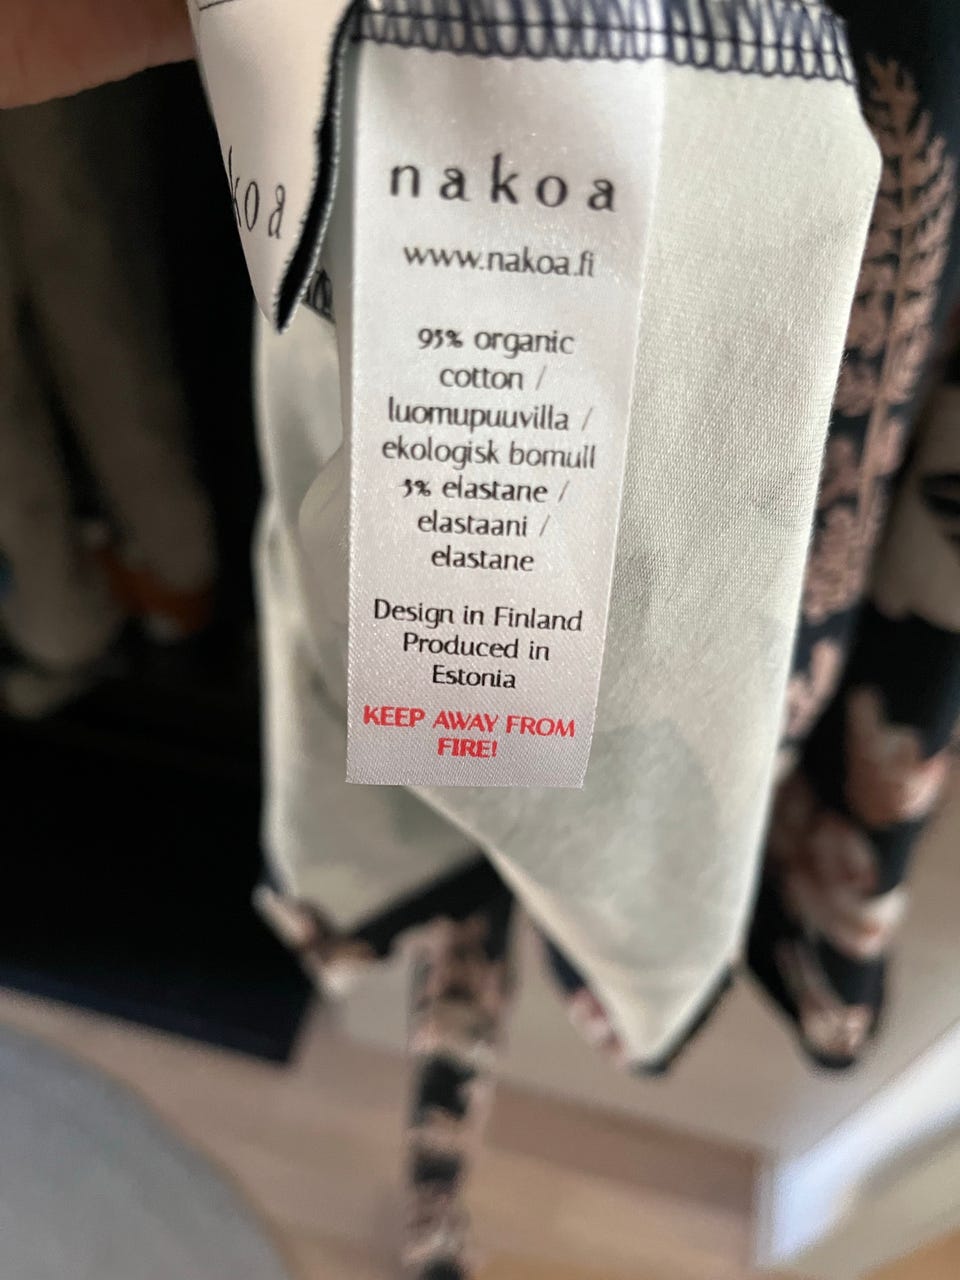 nakoa
www.nakoa.fi
95% organic
cotton /
luomupuuvilla /
ekologisk bomull
5% elastane /
elastaani /
elastane
Design in Finland
Produced in
Estonia
KEEP AWAY FROM
FIRE!
koa